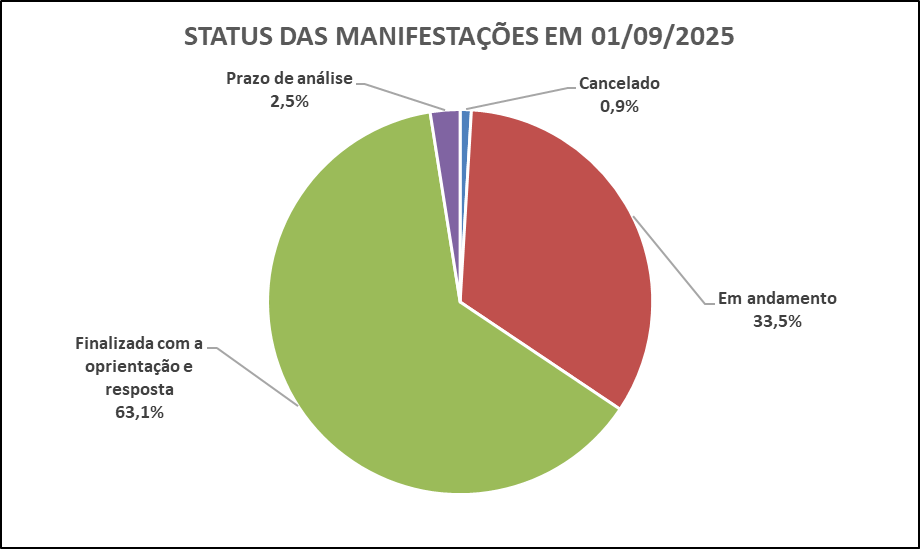 STATUS DAS MANIFESTAÇÕES EM 01/09/2025
Prazo de análise
2,5%
Cancelado
0,9%
Em andamento
33,5%
Finalizada com a
oprientação e
resposta
63,1%